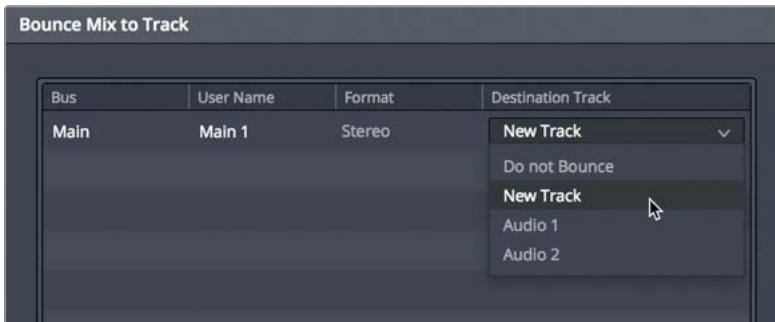 Bounce Mix to Track
Bus User Name Format Destination Track
Main Main 1 Stereo New Track
Do not Bounce
New Track
Audio 1
Audio 2